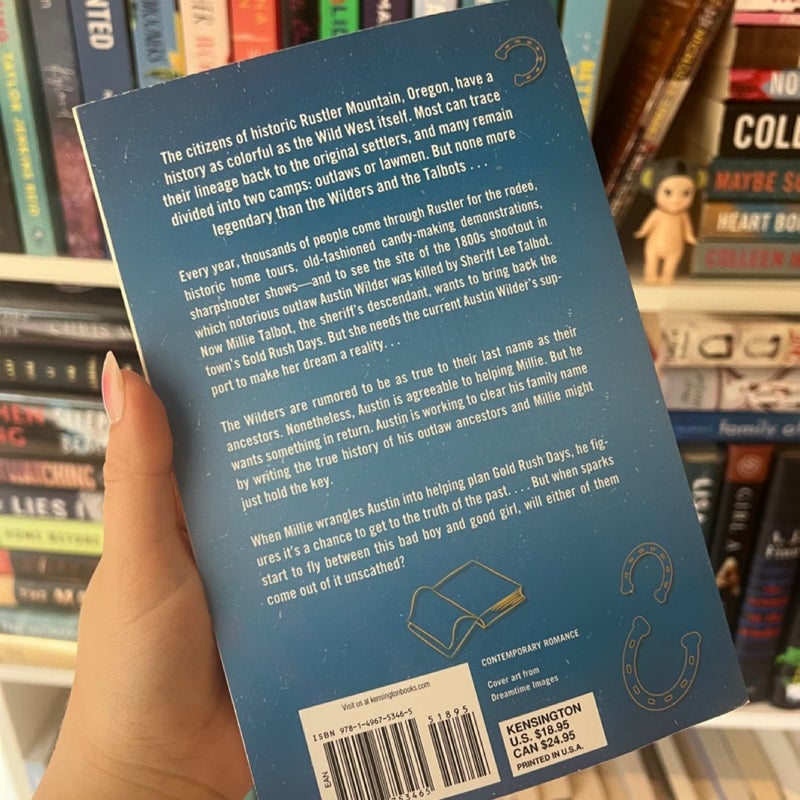 The citizens of historic Rustler Mountain, Oregon, have a
history as colorful as the Wild West itself. Most can trace
their lineage back to the original settlers, and many remain
divided into two camps: outlaws or lawmen. But none more
legendary than the Wilders and the Talbots . . .
Every year, thousands of people come through Rustler for the rodeo,
historic home tours, old-fashioned candy-making demonstrations,
sharpshooter shows—and to see the site of the 1800s shootout in
which notorious outlaw Austin Wilder was killed by Sheriff Lee Talbot.
Now Millie Talbot, the sheriff's descendant, wants to bring back the
town's Gold Rush Days. But she needs the current Austin Wilder's sup-
port to make her dream a reality . . .
The Wilders are rumored to be as true to their last name as their
ancestors. Nonetheless, Austin is agreeable to helping Millie. But he
wants something in return. Austin is working to clear his family name
by writing the true history of his outlaw ancestors and Millie might
just hold the key.
When Millie wrangles Austin into helping plan Gold Rush Days, he fig-
ures it's a chance to get to the truth of the past. . . . But when sparks
start to fly between this bad boy and good girl, will either of them
come out of it unscathed?
CONTEMPORARY ROMANCE
Cover art from
Dreamtime Images
Visit us at kensingtonbooks.com
ISBN 978-1-4967-5346-5
51895
EAN
53465
KENSINGTON
U.S. $18.95
CAN $24.95
PRINTED IN U.S.A.
TAYLOR JENKINS REID
NTED
COLL
MAYBE SO
HEART BO
COLLEEN H
LIES
family
GIRL A